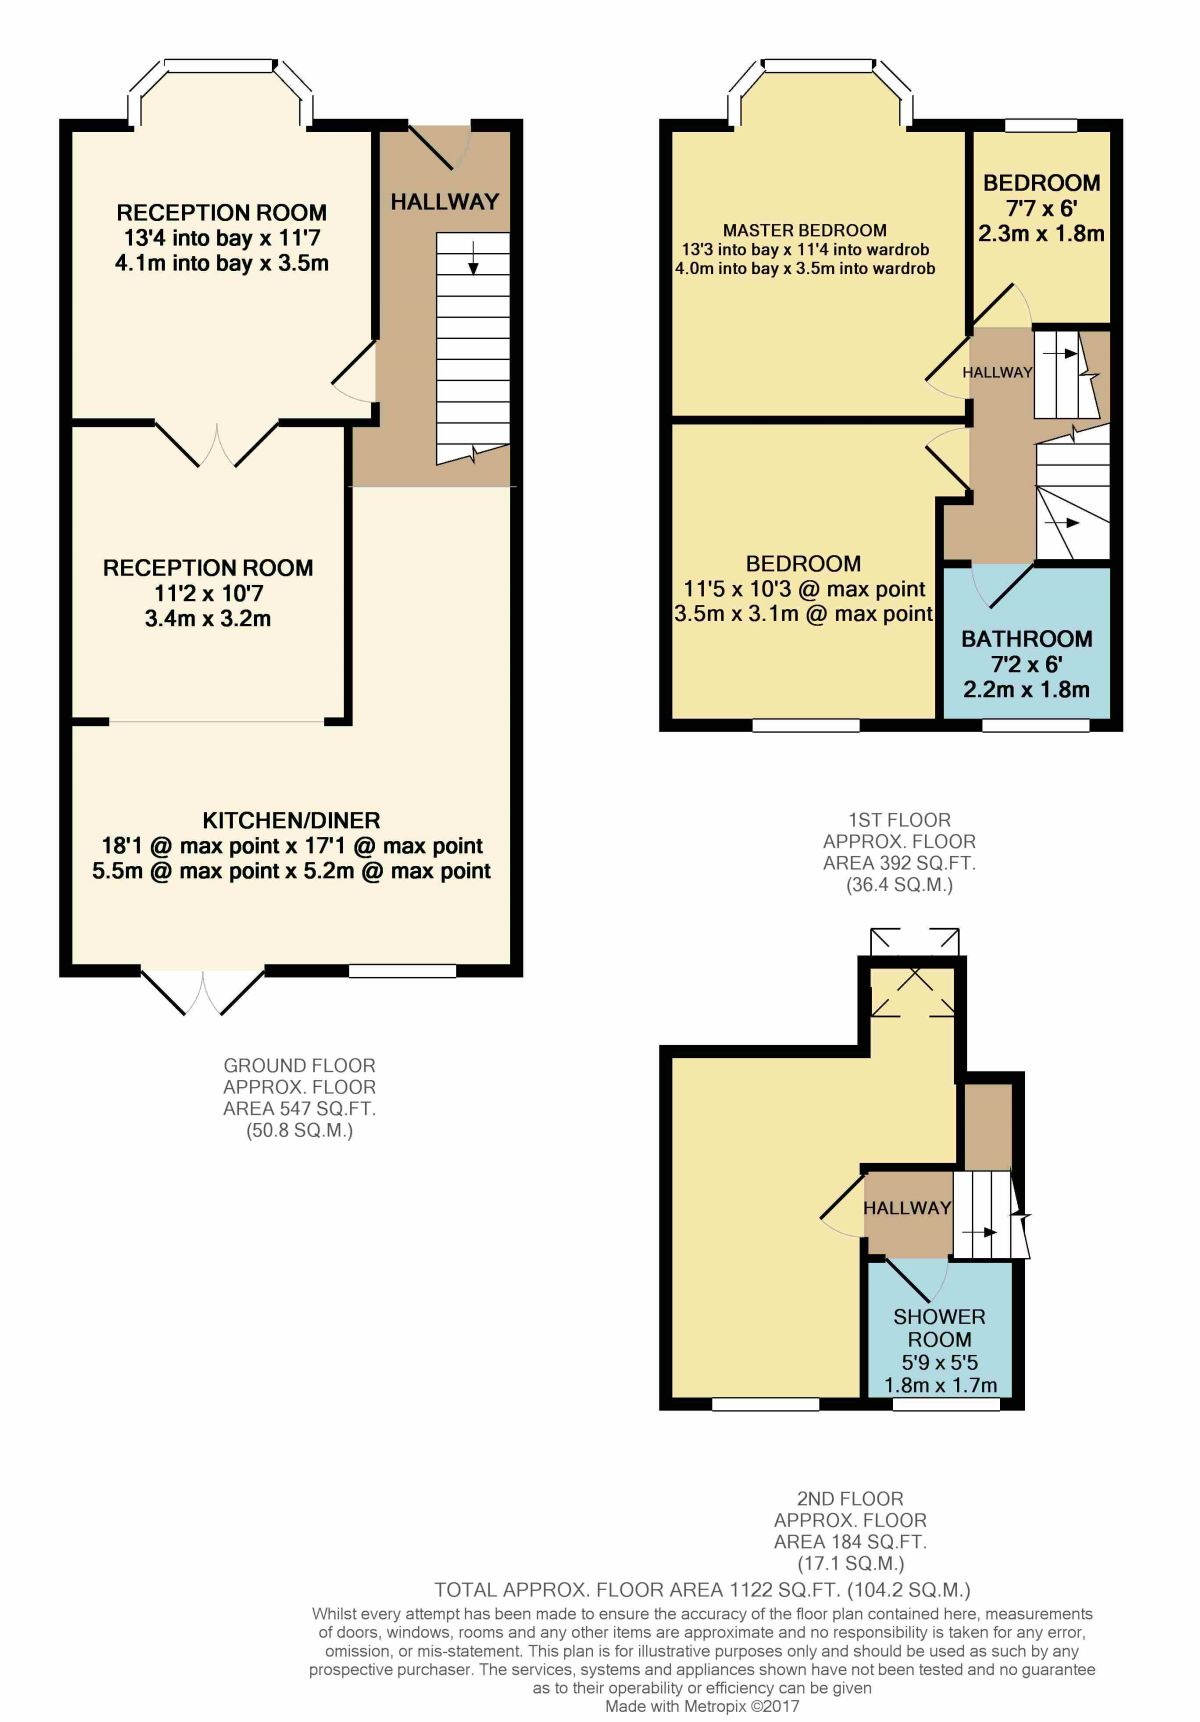 RECEPTION ROOM
13'4 into bay x 11'7
4.1m into bay x 3.5m
HALLWAY
RECEPTION ROOM
11'2 x 10'7
3.4m x 3.2m
KITCHEN/DINER
18'1 @ max point x 17'1 @ max point
5.5m @ max point x 5.2m @ max point
GROUND FLOOR
APPROX. FLOOR
AREA 547 SQ.FT.
(50.8 SQ.M.)
MASTER BEDROOM
13'3 into bay x 11'4 into wardrob
4.0m into bay x 3.5m into wardrob
BEDROOM
7'7 x 6'
2.3m x 1.8m
HALLWAY
BEDROOM
11'5 x 10'3 @ max point
3.5m x 3.1m @ max point
BATHROOM
7'2 x 6'
2.2m x 1.8m
1ST FLOOR
APPROX. FLOOR
AREA 392 SQ.FT.
(36.4 SQ.M.)
HALLWAY
SHOWER
ROOM
5'9 x 5'5
1.8m x 1.7m
2ND FLOOR
APPROX. FLOOR
AREA 184 SQ.FT.
(17.1 SQ.M.)
TOTAL APPROX. FLOOR AREA 1122 SQ.FT. (104.2 SQ.M.)
Whilst every attempt has been made to ensure the accuracy of the floor plan contained here, measurements
of doors, windows, rooms and any other items are approximate and no responsibility is taken for any error,
omission, or mis-statement. This plan is for illustrative purposes only and should be used as such by any
prospective purchaser. The services, systems and appliances shown have not been tested and no guarantee
as to their operability or efficiency can be given
Made with Metropix ©2017